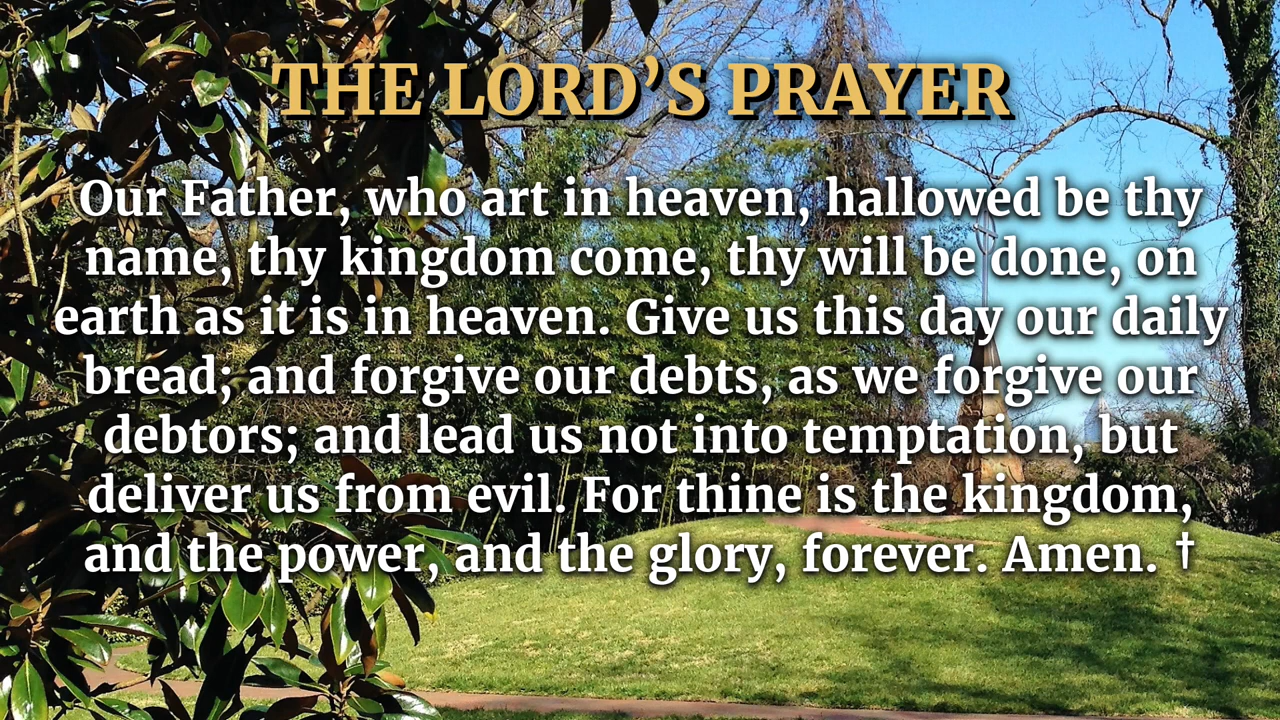 THE LORD’S PRAYER
Our Father, who art in heaven, hallowed be thy
name, thy kingdom come, thy will be done, on
earth as it is in heaven. Give us this day our daily
bread; and forgive our debts, as we forgive our
debtors; and lead us not into temptation, but
deliver us from evil. For thine is the kingdom,
and the power, and the glory, forever. Amen. †